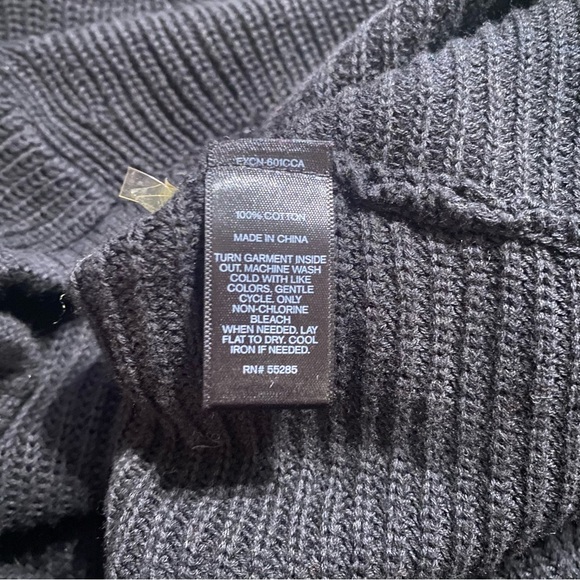 EXCN-601CCA
100% COTTON
MADE IN CHINA
TURN GARMENT INSIDE
OUT. MACHINE WASH
COLD WITH LIKE
COLORS. GENTLE
CYCLE. ONLY
NON-CHLORINE
BLEACH
WHEN NEEDED. LAY
FLAT TO DRY. COOL
IRON IF NEEDED.
RN# 55285